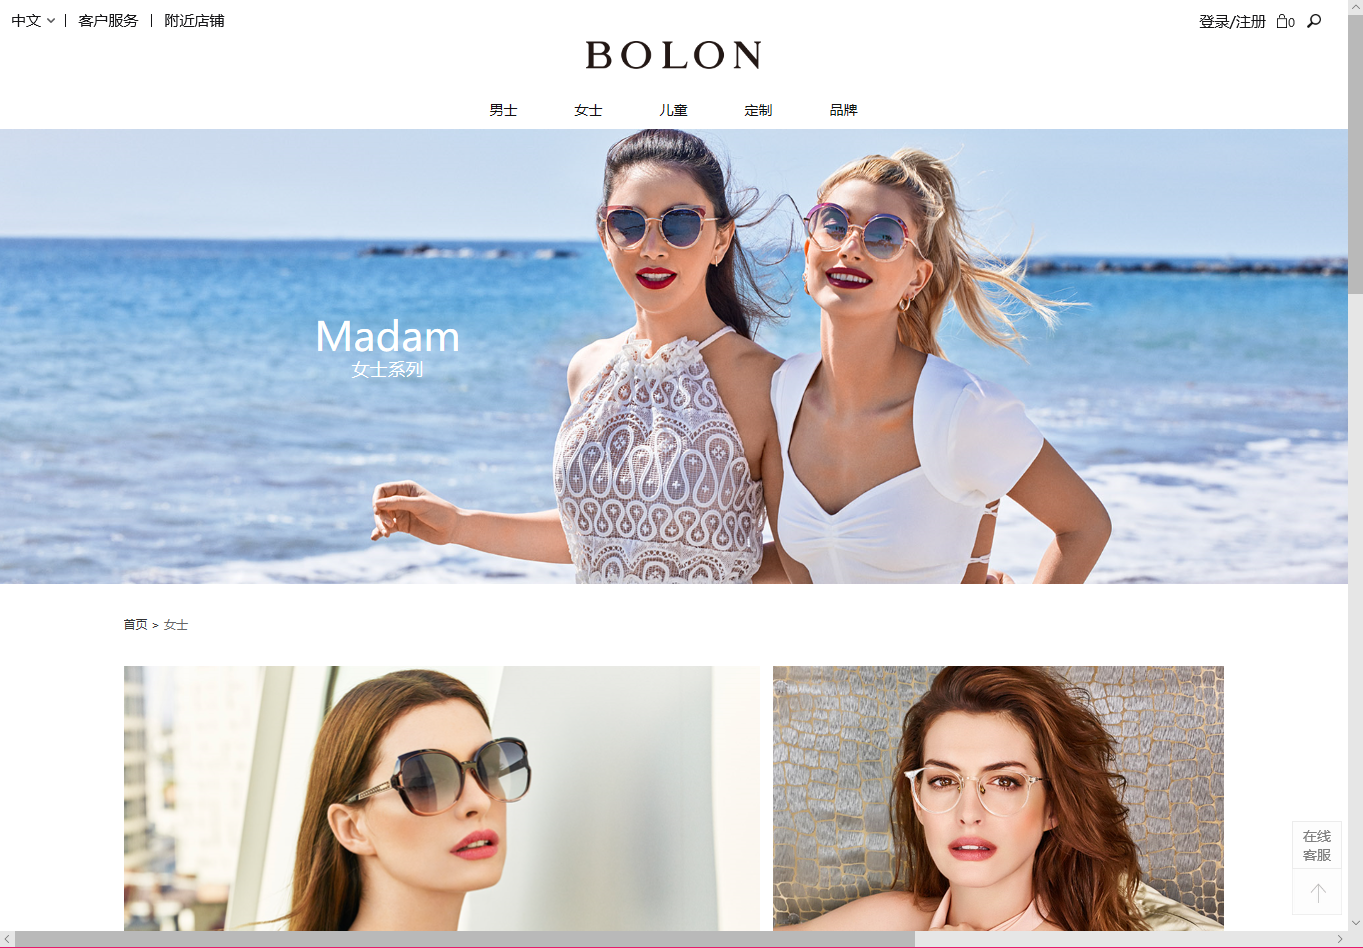 中文 | 客户服务 | 附近店铺
登录/注册 0
BOLON
男士 女士 儿童 定制 品牌
Madam
女士系列
首页 > 女士
在线
客服